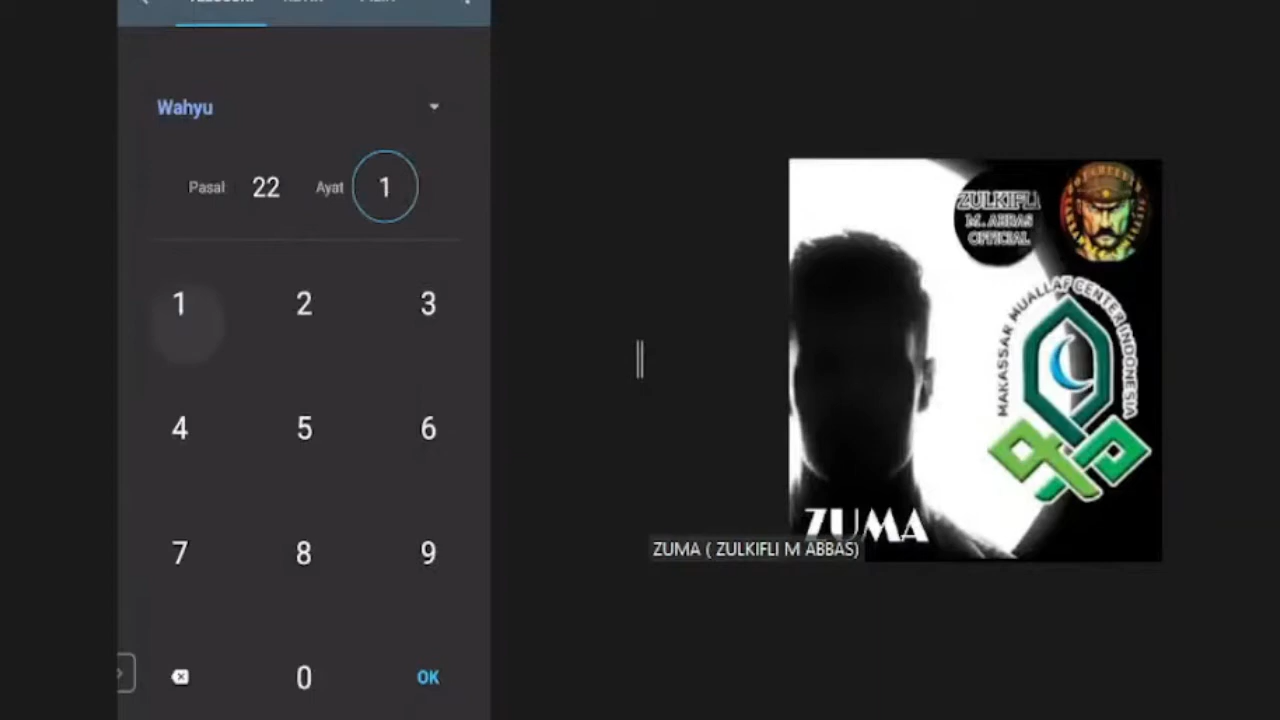 Wahyu
Pasal 22 Ayat 1
1 2 3
4 5 6
7 8 9
0 OK
ZULKIFLI
M. ABBAS
OFFICIAL
MAKASSAR MUALLAF CENTER INDONESIA
ZUMA
ZUMA ( ZULKIFLI M ABBAS)